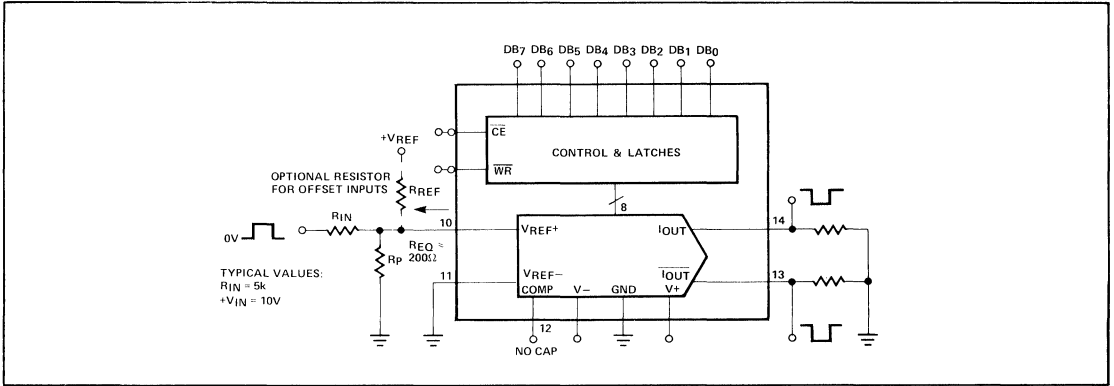 DB7 DB6 DB5 DB4 DB3 DB2 DB1 DB0
+VREF
CE
CONTROL & LATCHES
WR
OPTIONAL RESISTOR
FOR OFFSET INPUTS
RREF
8
10
14
0V
RIN
VREF+
IOUT
REQ ≈
200Ω
RP
TYPICAL VALUES:
RIN = 5k
+VIN = 10V
11
13
VREF−
IOUT
COMP
V−
GND
V+
12
NO CAP